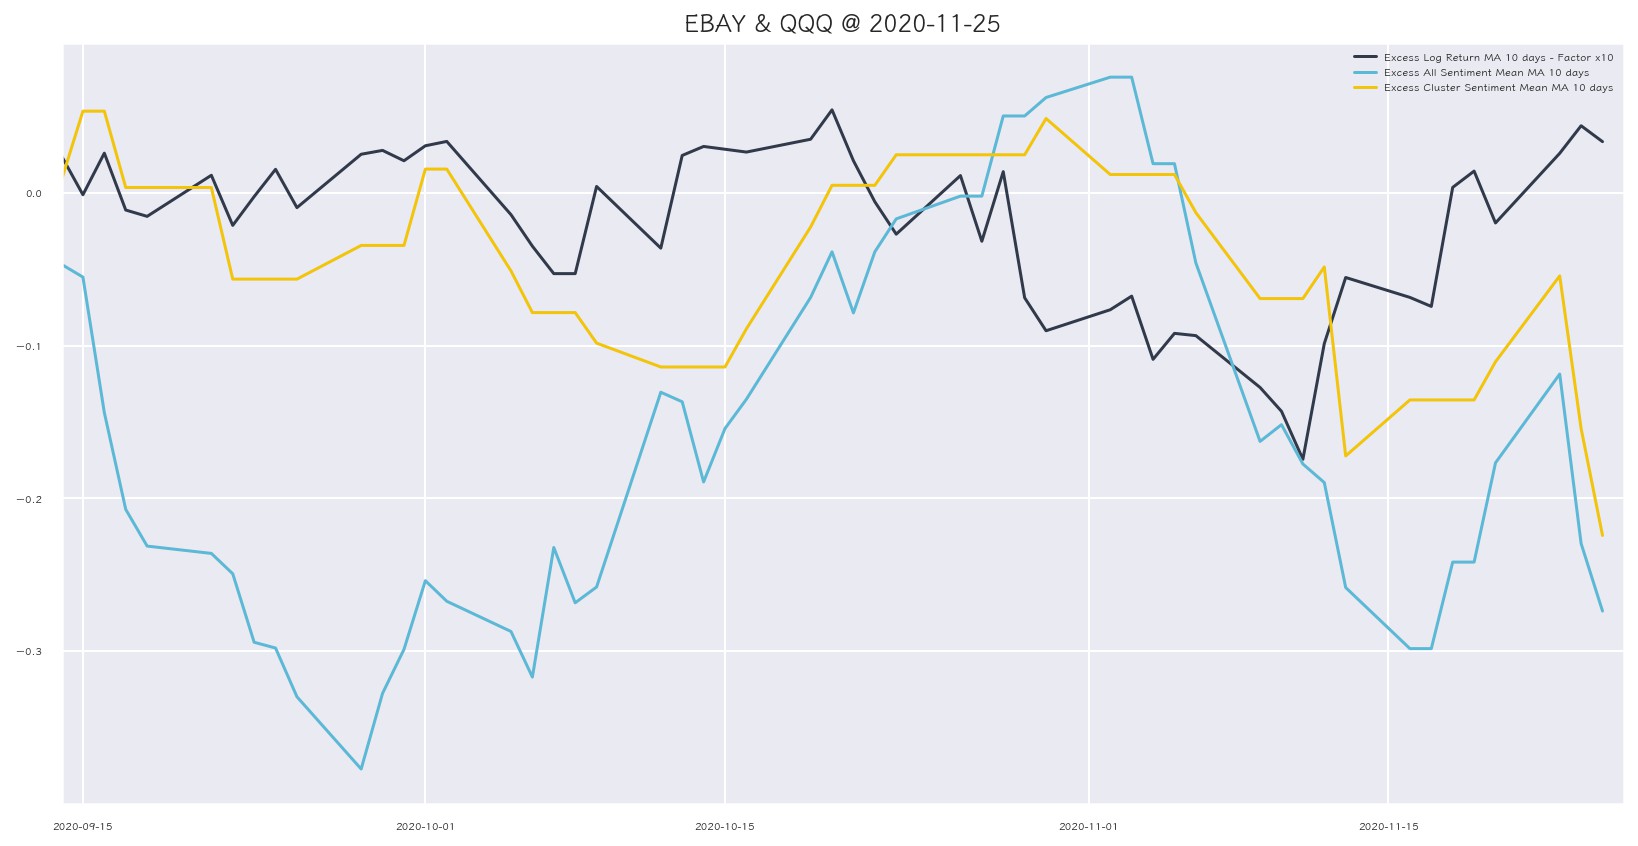 EBAY & QQQ @ 2020-11-25
Excess Log Return MA 10 days - Factor x10
Excess All Sentiment Mean MA 10 days
Excess Cluster Sentiment Mean MA 10 days
0.0
−0.1
−0.2
−0.3
2020-09-15
2020-10-01
2020-10-15
2020-11-01
2020-11-15